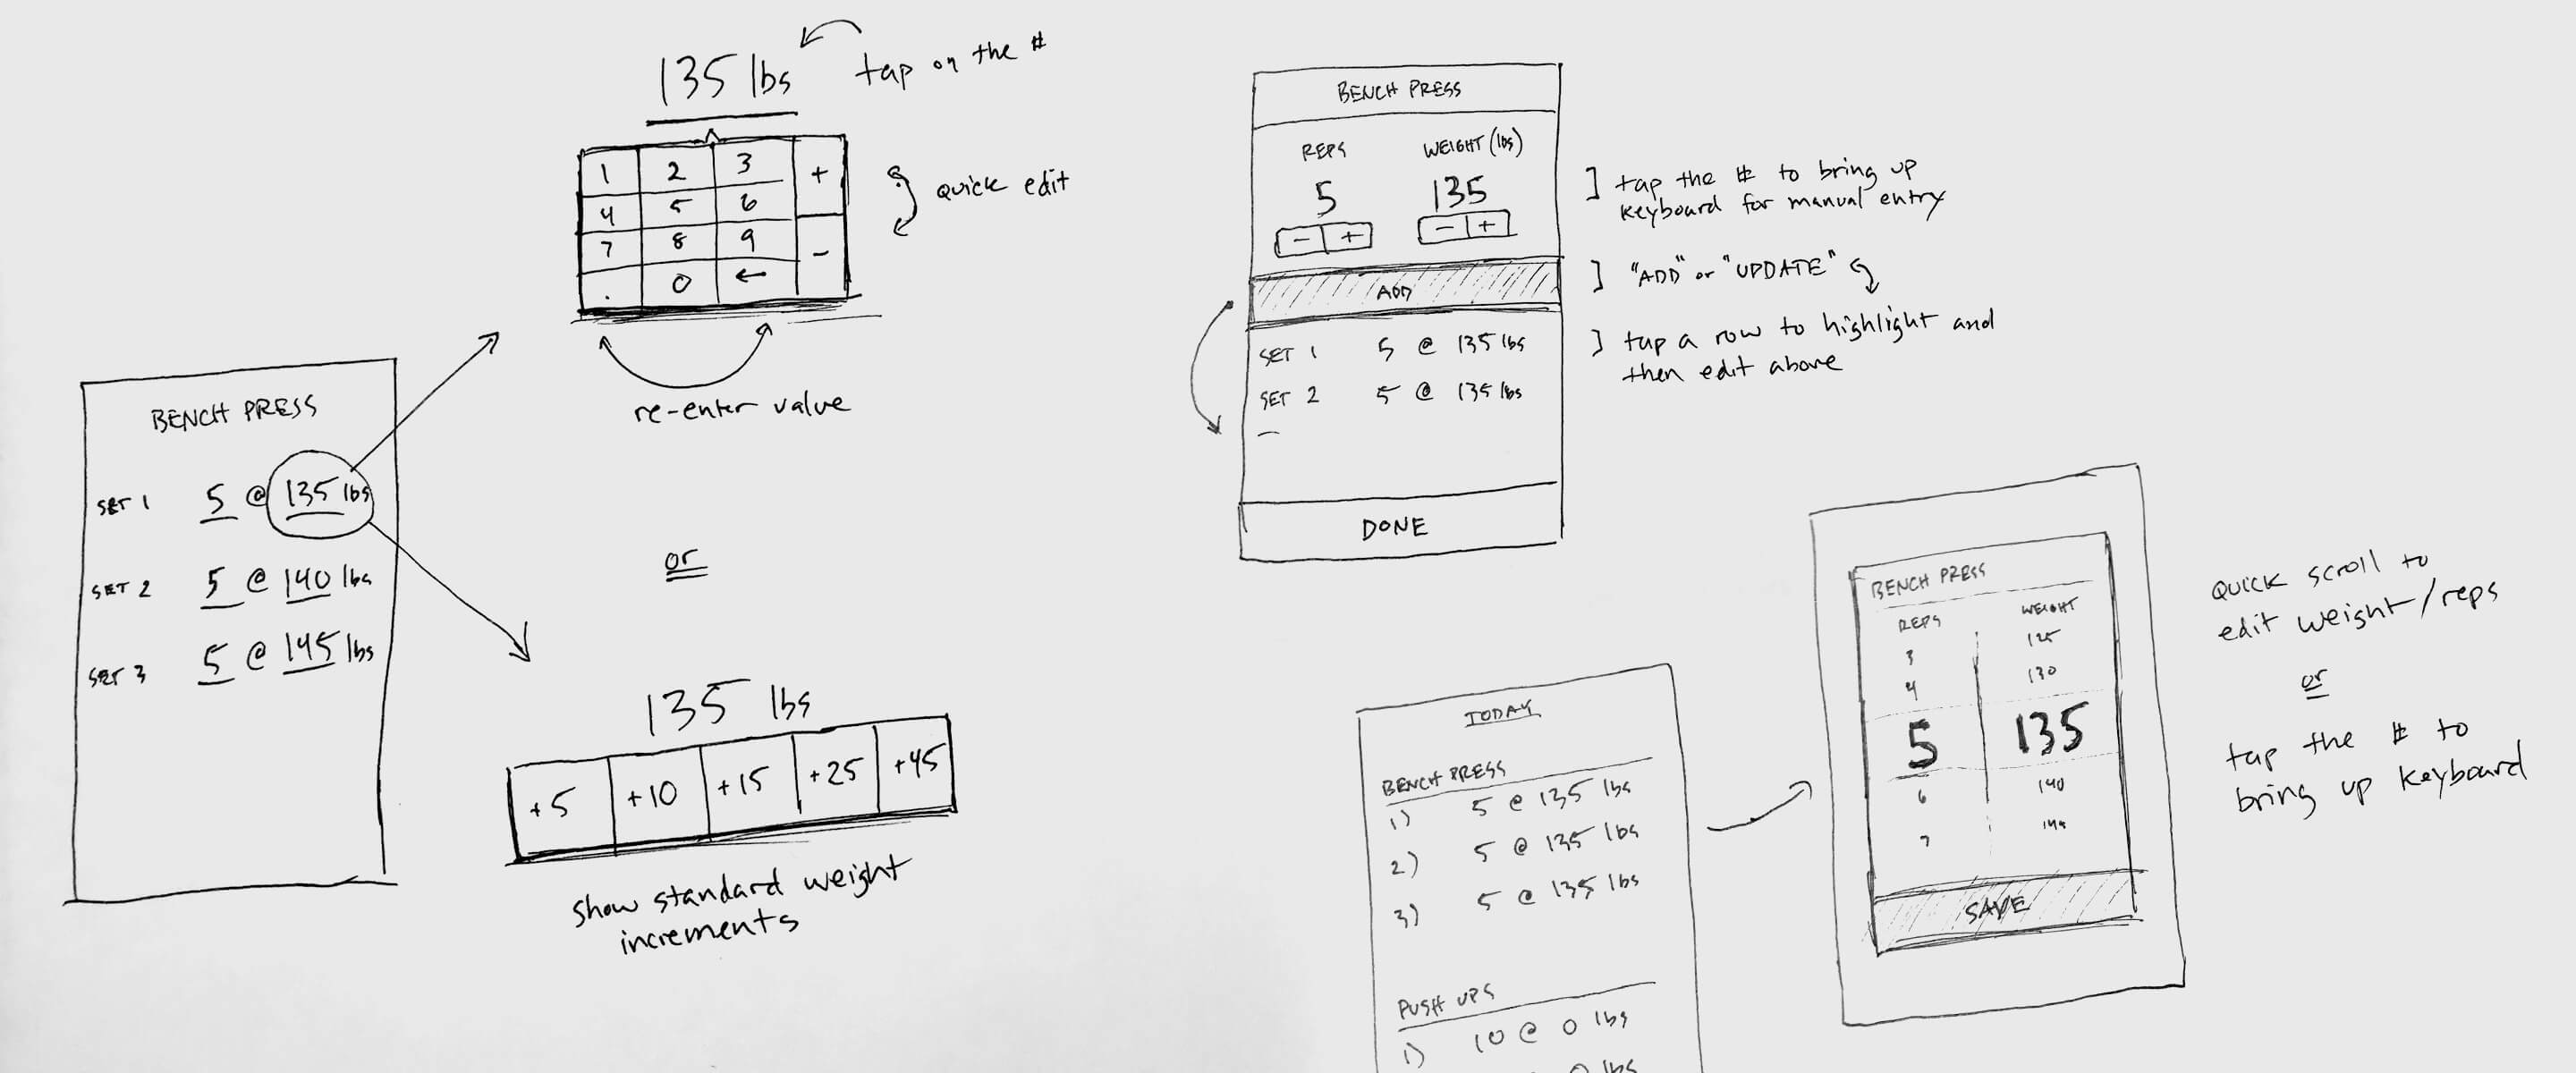 135 lbs
tap on the #
1 2 3 +
4 5 6
7 8 9 -
. 0 ←
quick edit
re-enter value
BENCH PRESS
SET 1 5 @ 135 lbs
SET 2 5 @ 140 lbs
SET 3 5 @ 145 lbs
or
135 lbs
+5 +10 +15 +25 +45
show standard weight
increments
BENCH PRESS
REPS WEIGHT (lbs)
5 135
- + - +
ADD
SET 1 5 @ 135 lbs
SET 2 5 @ 135 lbs
DONE
] tap the # to bring up
keyboard for manual entry
] "ADD" or "UPDATE"
] tap a row to highlight and
then edit above
TODAY
BENCH PRESS
1) 5 @ 135 lbs
2) 5 @ 135 lbs
3) 5 @ 135 lbs
PUSH UPS
1) 10 @ 0 lbs
0 lbs
BENCH PRESS
REPS WEIGHT
3 125
4 130
5 135
6 140
7 145
SAVE
quick scroll to
edit weight/reps
or
tap the # to
bring up keyboard